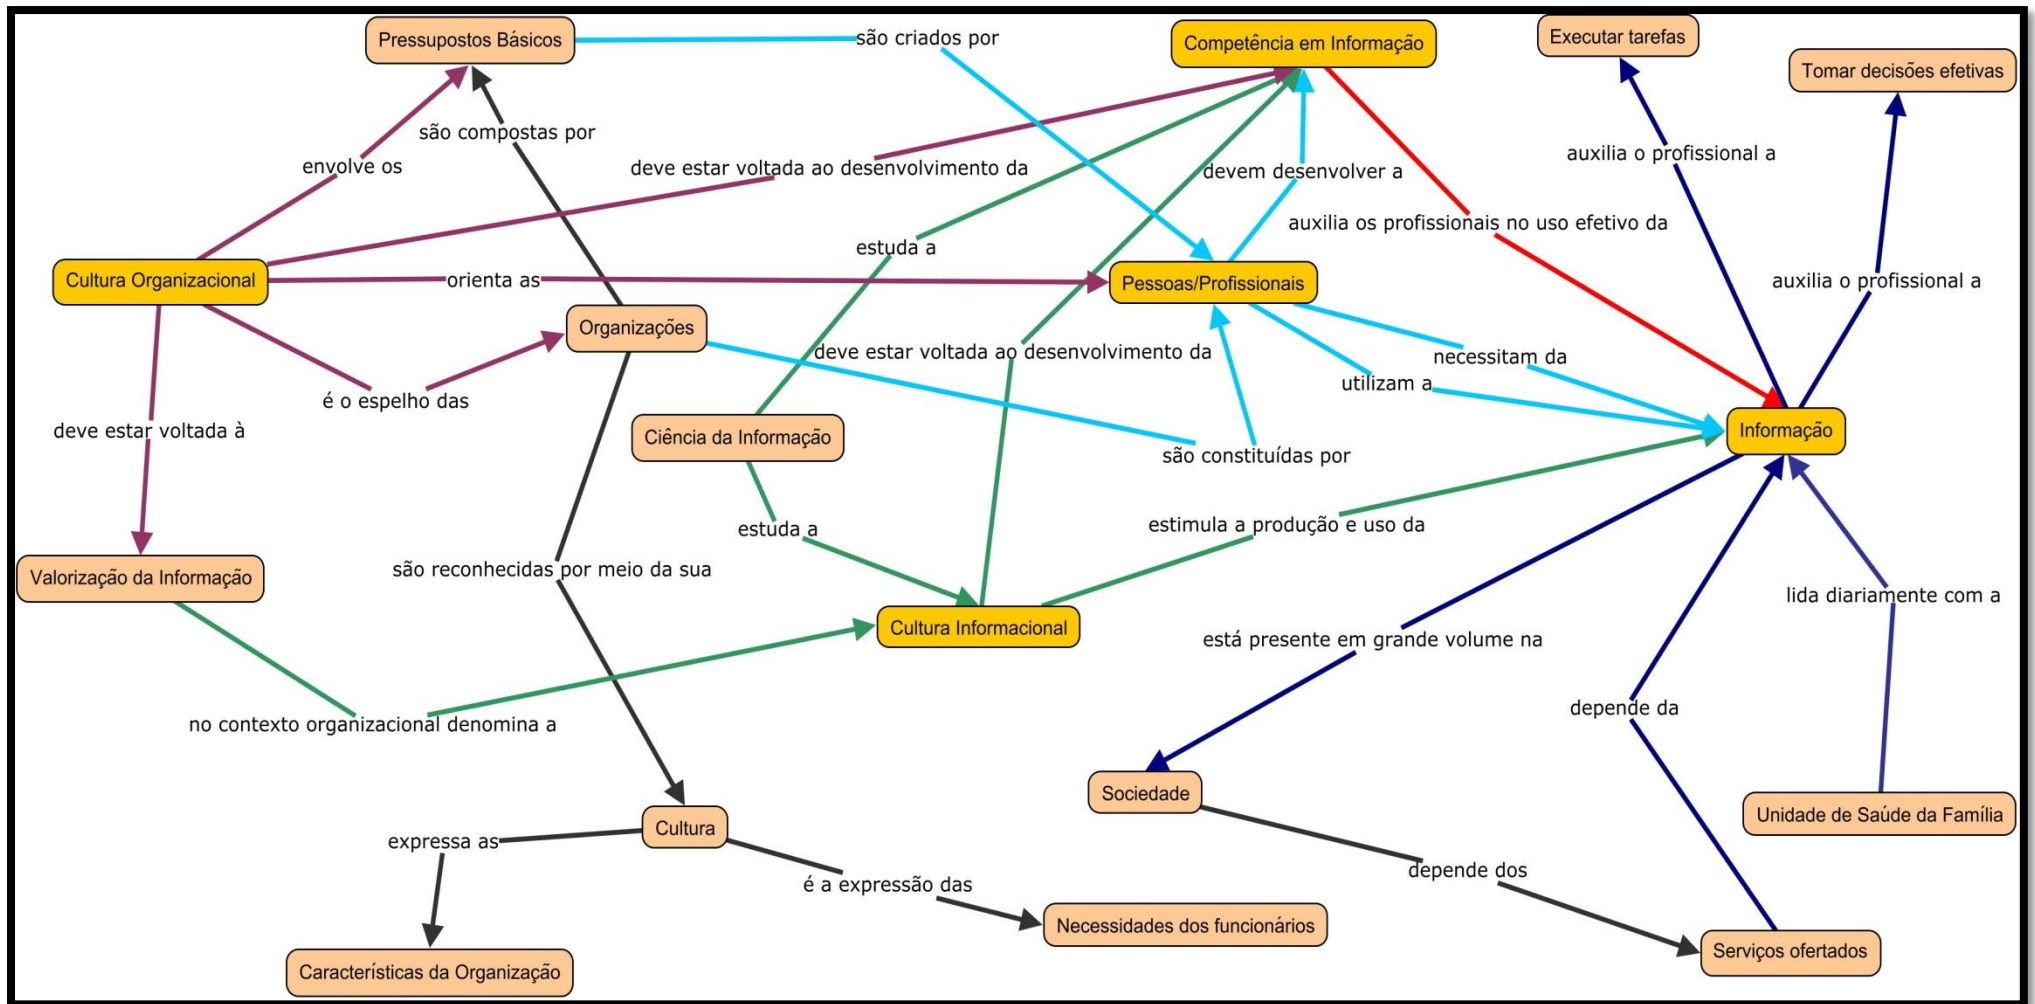 Pressupostos Básicos
são criados por
Competência em Informação
Executar tarefas
Tomar decisões efetivas
são compostas por
envolve os
deve estar voltada ao desenvolvimento da
devem desenvolver a
auxilia o profissional a
auxilia os profissionais no uso efetivo da
estuda a
Cultura Organizacional
orienta as
Pessoas/Profissionais
auxilia o profissional a
Organizações
deve estar voltada ao desenvolvimento da
necessitam da
utilizam a
é o espelho das
deve estar voltada à
Ciência da Informação
são constituídas por
Informação
estuda a
estimula a produção e uso da
são reconhecidas por meio da sua
Valorização da Informação
lida diariamente com a
Cultura Informacional
está presente em grande volume na
no contexto organizacional denomina a
depende da
Sociedade
Unidade de Saúde da Família
Cultura
expressa as
é a expressão das
depende dos
Necessidades dos funcionários
Serviços ofertados
Características da Organização